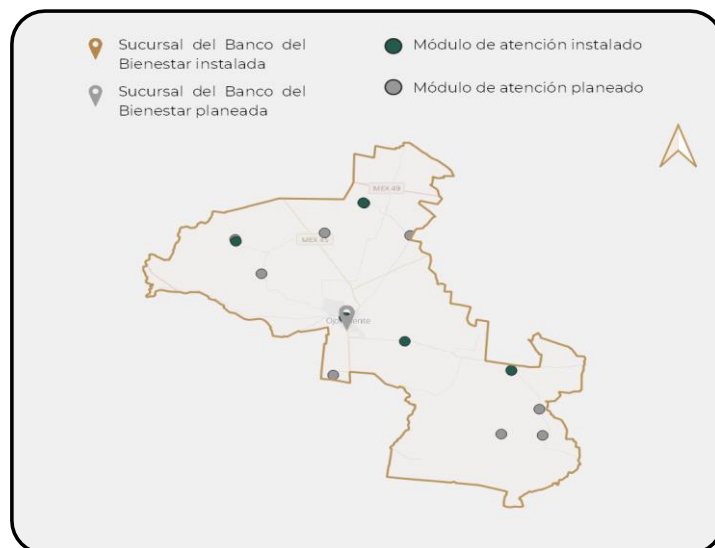 Sucursal del Banco del
Bienestar instalada
Sucursal del Banco del
Bienestar planeada
Módulo de atención instalado
Módulo de atención planeado
MEX-49
MEX-45